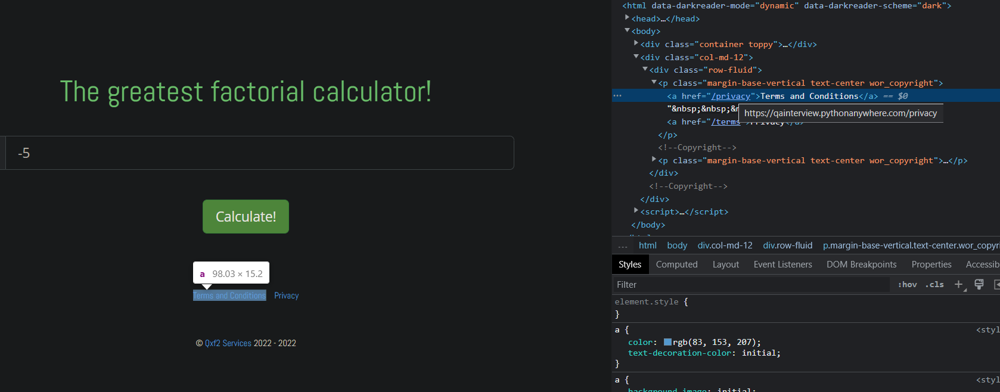 The greatest factorial calculator!
-5
Calculate!
a 98.03 × 15.2
Terms and Conditions Privacy
© Qxf2 Services 2022 - 2022
<html data-darkreader-mode="dynamic" data-darkreader-scheme="dark">
<head>…</head>
<body>
<div class="container toppy">…</div>
<div class="col-md-12">
<div class="row-fluid">
<p class="margin-base-vertical text-center wor_copyright">
<a href="/privacy">Terms and Conditions</a> == $0
"&nbsp;&nbsp;&n
https://qainterview.pythonanywhere.com/privacy
<a href="/terms
</p>
<!--Copyright-->
<p class="margin-base-vertical text-center wor_copyright">…</p>
</div>
<!--Copyright-->
</div>
<script>…</script>
</body>
… html body div.col-md-12 div.row-fluid p.margin-base-vertical.text-center.wor_copyri
Styles Computed Layout Event Listeners DOM Breakpoints Properties Accessib
Filter :hov .cls +
element.style {
}
a { <styl
color: rgb(83, 153, 207);
text-decoration-color: initial;
}
a { <styl
background-image: initial;